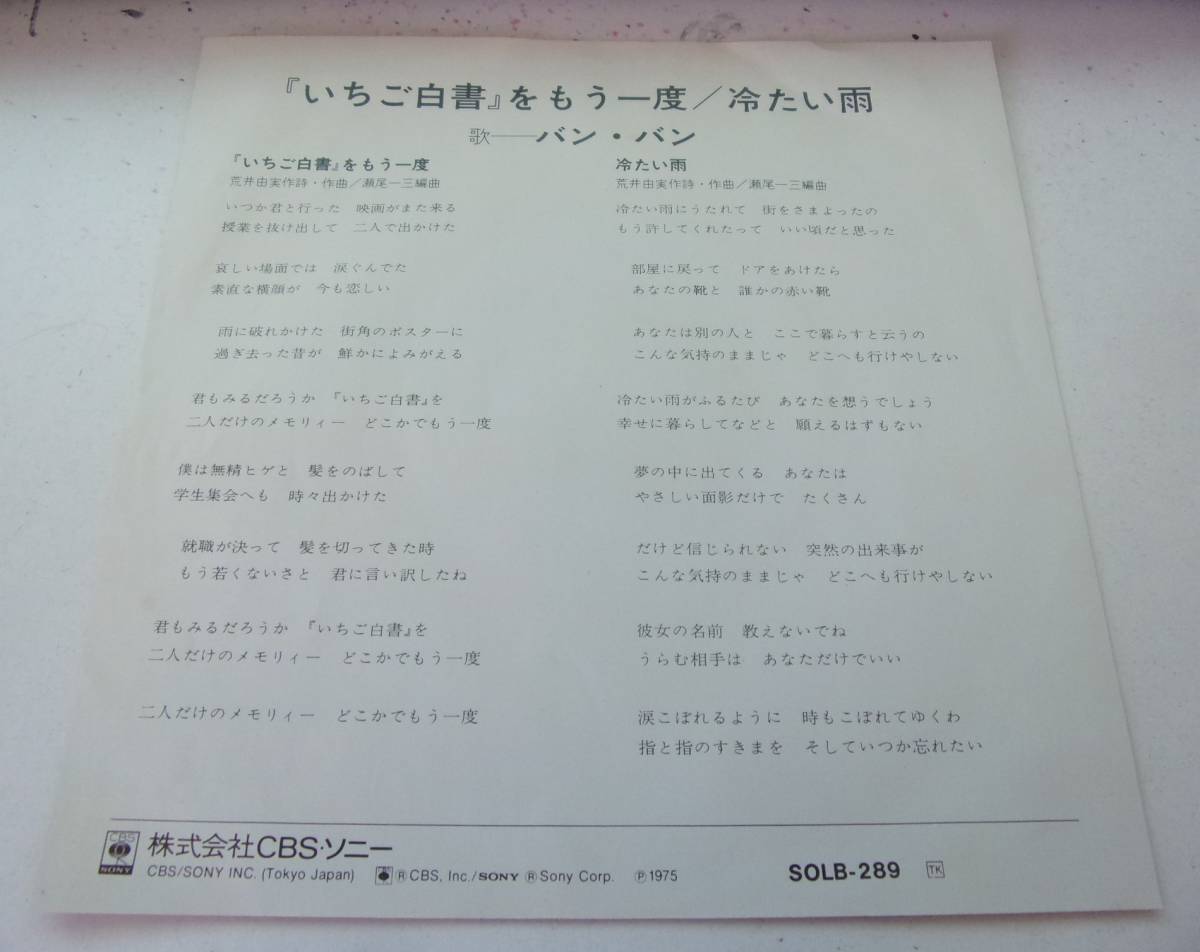 『いちご白書』をもう一度／冷たい雨
歌──バン・バン
『いちご白書』をもう一度
荒井由実作詩・作曲／瀬尾一三編曲
いつか君と行った　映画がまた来る
授業を抜け出して　二人で出かけた
哀しい場面では　涙ぐんでた
素直な横顔が　今も恋しい
雨に破れかけた　街角のポスターに
過ぎ去った昔が　鮮かによみがえる
君もみるだろうか　『いちご白書』を
二人だけのメモリィー　どこかでもう一度
僕は無精ヒゲと　髪をのばして
学生集会へも　時々出かけた
就職が決って　髪を切ってきた時
もう若くないさと　君に言い訳したね
君もみるだろうか　『いちご白書』を
二人だけのメモリィー　どこかでもう一度
二人だけのメモリィー　どこかでもう一度
冷たい雨
荒井由実作詩・作曲／瀬尾一三編曲
冷たい雨にうたれて　街をさまよったの
もう許してくれたって　いい頃だと思った
部屋に戻って　ドアをあけたら
あなたの靴と　誰かの赤い靴
あなたは別の人と　ここで暮らすと云うの
こんな気持のままじゃ　どこへも行けやしない
冷たい雨がふるたび　あなたを想うでしょう
幸せに暮らしてなどと　願えるはずもない
夢の中に出てくる　あなたは
やさしい面影だけで　たくさん
だけど信じられない　突然の出来事が
こんな気持のままじゃ　どこへも行けやしない
彼女の名前　教えないでね
うらむ相手は　あなただけでいい
涙こぼれるように　時もこぼれてゆくわ
指と指のすきまを　そしていつか忘れたい
CBS
SONY
株式会社CBS・ソニー
CBS/SONY INC. (Tokyo Japan)　Ⓡ CBS, Inc./SONY Ⓡ Sony Corp.　Ⓟ 1975
SOLB-289　TK